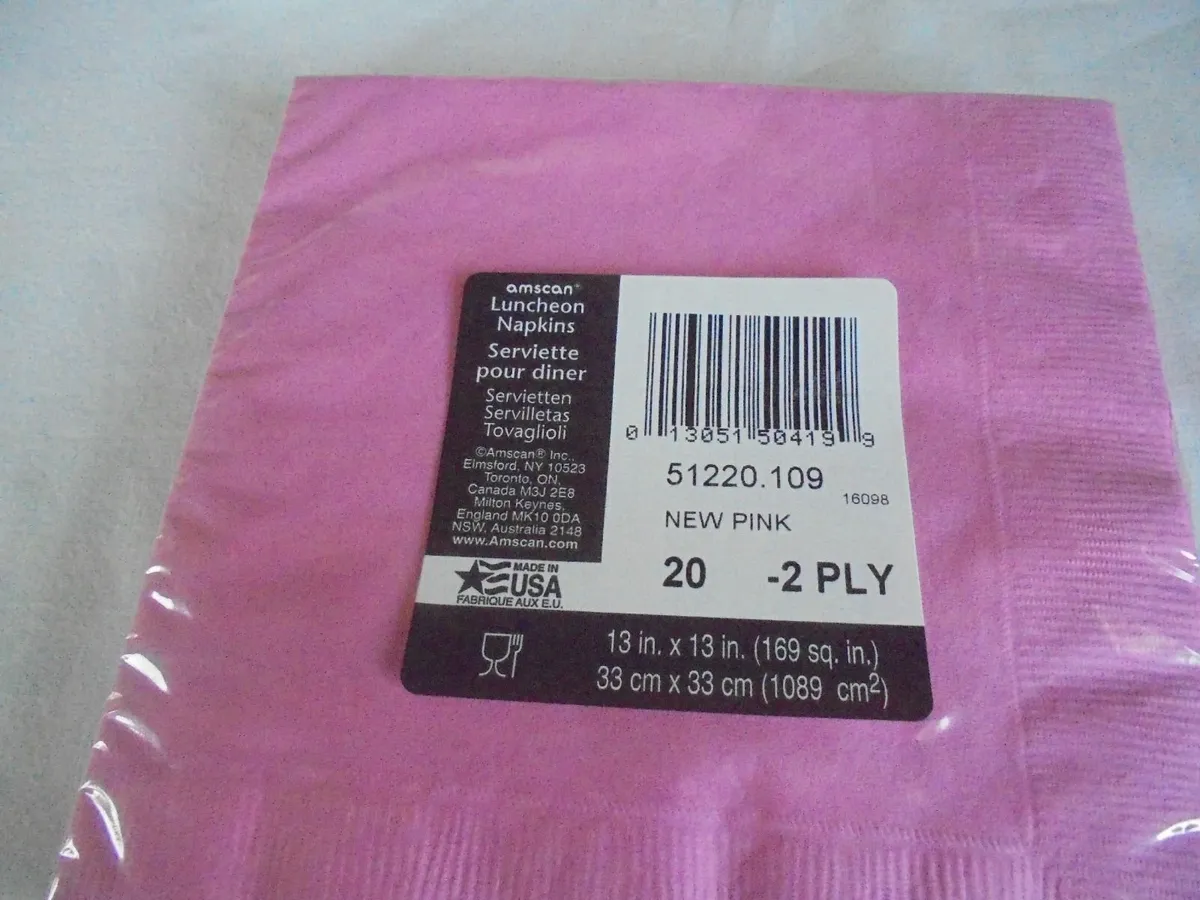 amscan®
Luncheon
Napkins
Serviette
pour diner
Servietten
Servilletas
Tovaglioli
©Amscan® Inc.,
Elmsford, NY 10523
Toronto, ON,
Canada M3J 2E8
Milton Keynes,
England MK10 0DA
NSW, Australia 2148
www.Amscan.com
MADE IN
USA
FABRIQUE AUX E.U.
0 13051 50419 9
51220.109
16098
NEW PINK
20 -2 PLY
13 in. x 13 in. (169 sq. in.)
33 cm x 33 cm (1089 cm²)